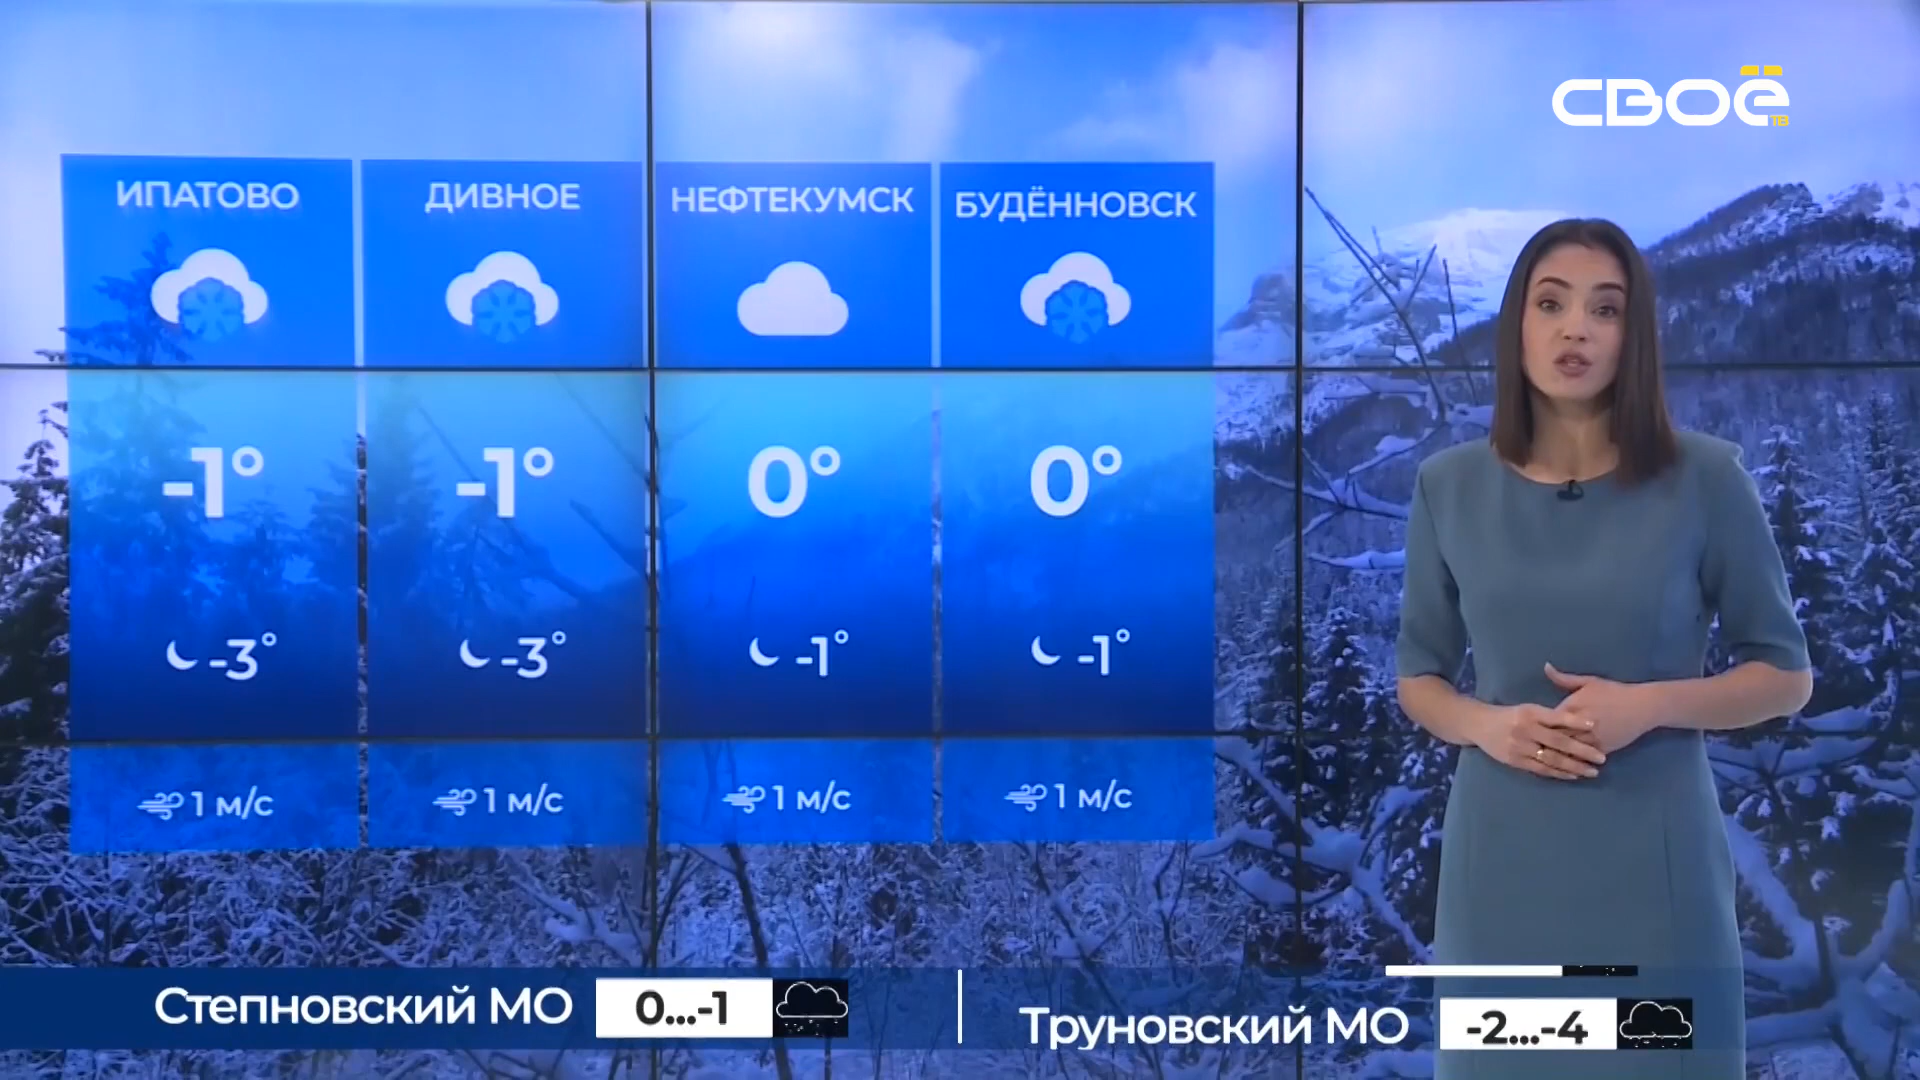 СВОЁ
ТВ
ИПАТОВО
ДИВНОЕ
НЕФТЕКУМСК
БУДЁННОВСК
-1°
-1°
0°
0°
-3°
-3°
-1°
-1°
1 м/с
1 м/с
1 м/с
1 м/с
Степновский МО
0...-1
Труновский МО
-2...-4